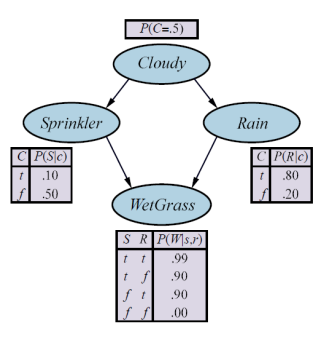 P(C=.5)
Cloudy
Sprinkler
Rain
C P(S|c)
t .10
f .50
C P(R|c)
t .80
f .20
WetGrass
S R P(W|s,r)
t t .99
t f .90
f t .90
f f .00